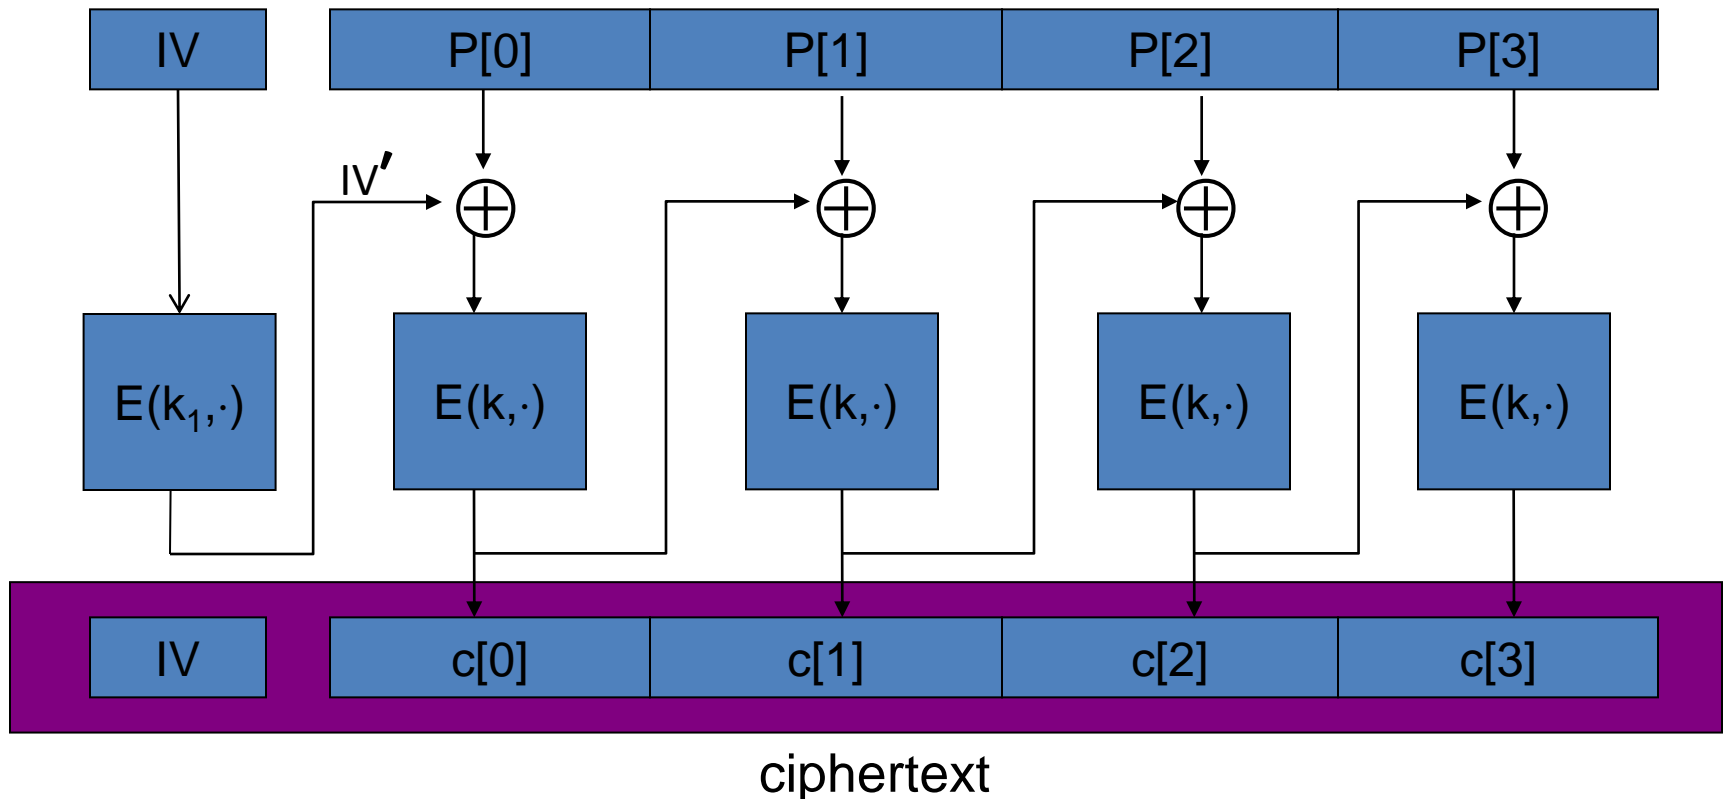 IV P[0] P[1] P[2] P[3]
IV′
E(k₁,·) E(k,·) E(k,·) E(k,·) E(k,·)
IV c[0] c[1] c[2] c[3]
ciphertext